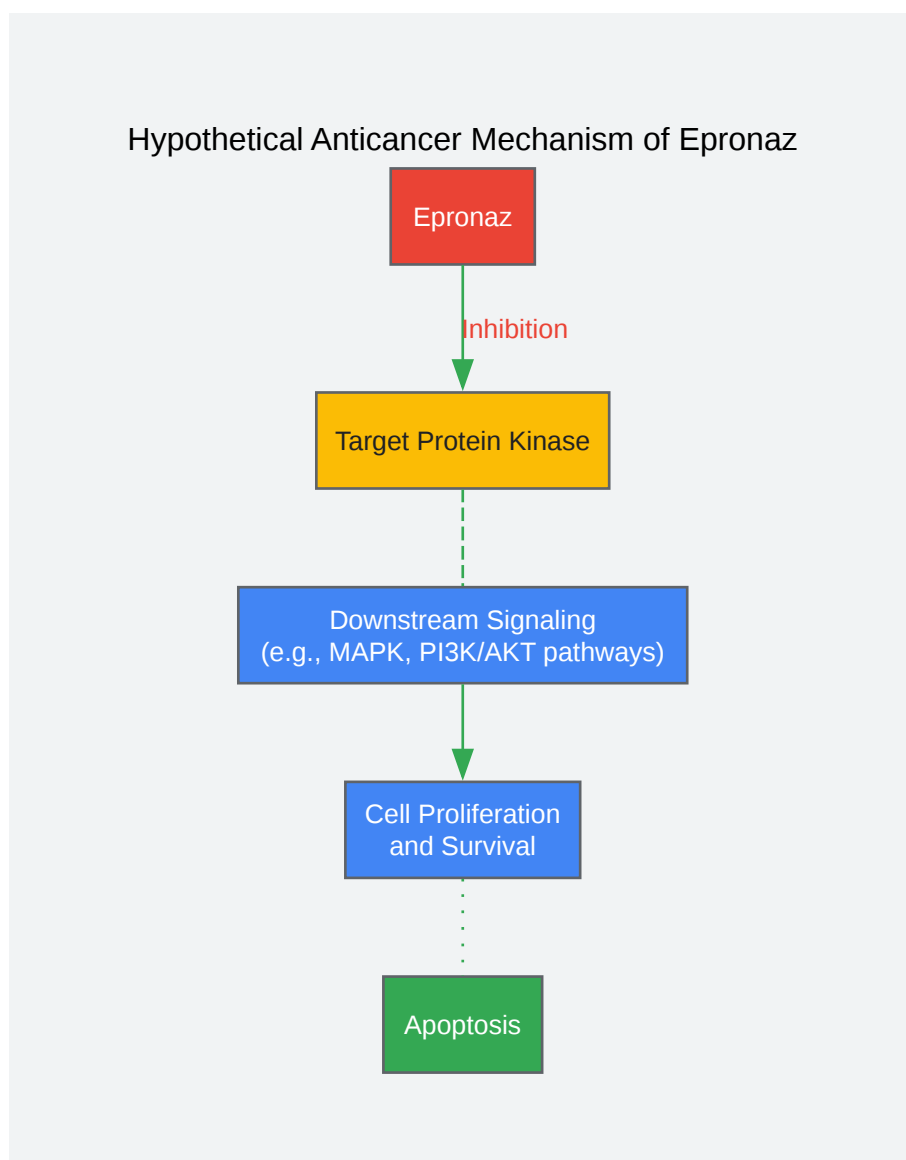 Hypothetical Anticancer Mechanism of Epronaz
Epronaz
Inhibition
Target Protein Kinase
Downstream Signaling
(e.g., MAPK, PI3K/AKT pathways)
Cell Proliferation
and Survival
Apoptosis